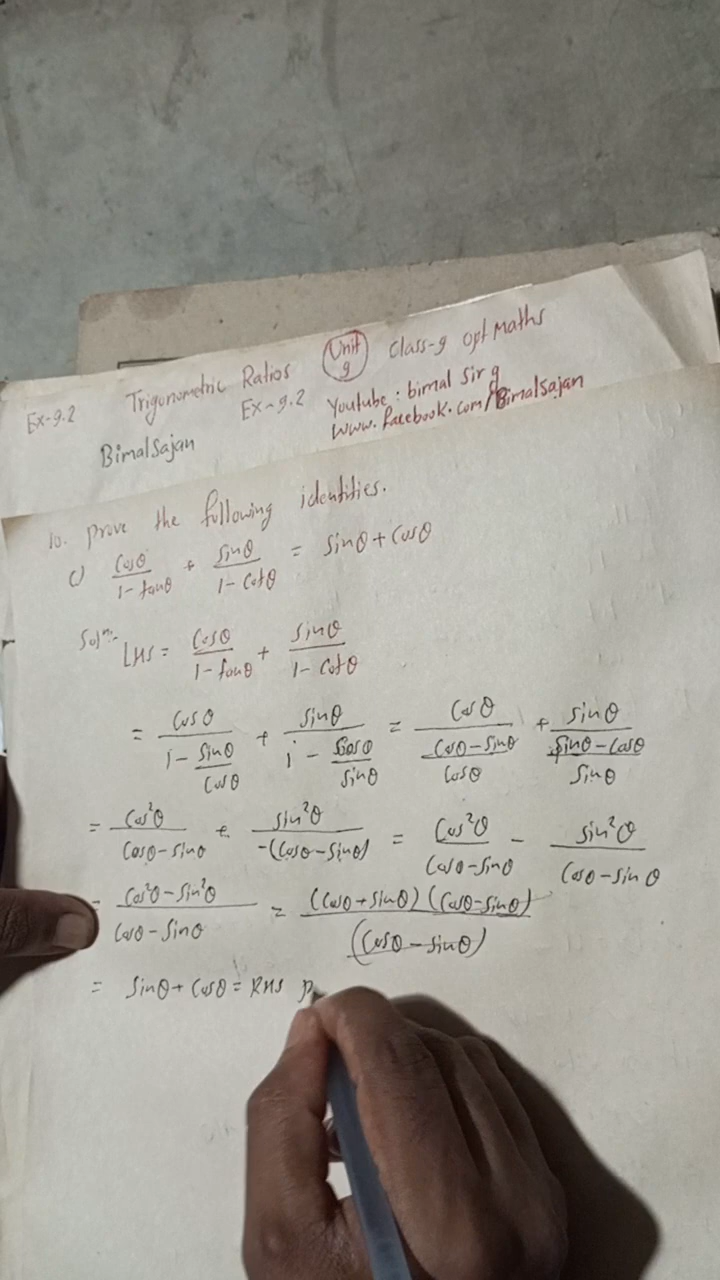 Ex-9.2 Trigonometric Ratios Unit 9 Class-9 opt Maths
BimalSajan Ex-9.2 Youtube: bimal Sir g
www.facebook.com/BimalSajan
10. prove the following identities.
c) Cosθ/(1-tanθ) + Sinθ/(1-Cotθ) = Sinθ + Cosθ
Solⁿ:- LHS = Cosθ/(1-tanθ) + Sinθ/(1-Cotθ)
= Cosθ/(1 - Sinθ/Cosθ) + Sinθ/(1 - Cosθ/Sinθ) = Cosθ/((Cosθ-Sinθ)/Cosθ) + Sinθ/((Sinθ-Cosθ)/Sinθ)
= Cos²θ/(Cosθ-Sinθ) + Sin²θ/(-(Cosθ-Sinθ)) = Cos²θ/(Cosθ-Sinθ) - Sin²θ/(Cosθ-Sinθ)
= (Cos²θ-Sin²θ)/(Cosθ-Sinθ) = (Cosθ+Sinθ)(Cosθ-Sinθ)/(Cosθ-Sinθ)
= Sinθ+Cosθ = RHS p